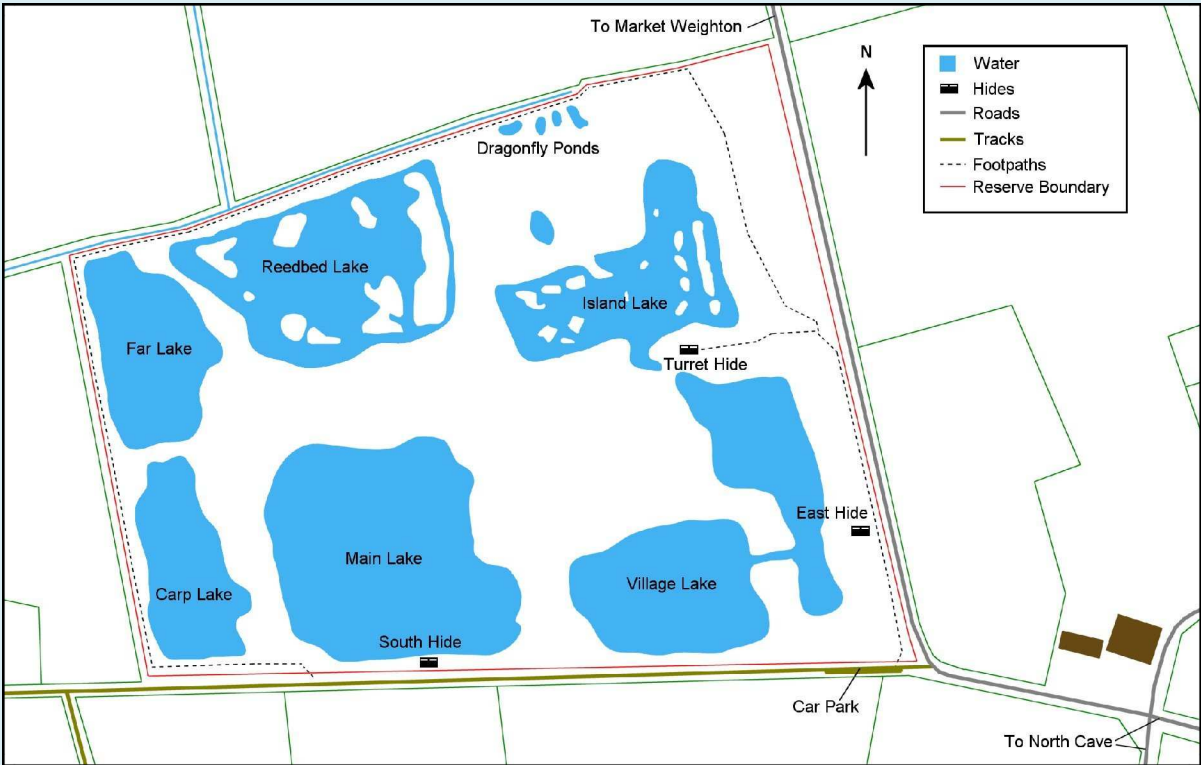 To Market Weighton
N
Water
Hides
Roads
Tracks
Footpaths
Reserve Boundary
Dragonfly Ponds
Reedbed Lake
Island Lake
Far Lake
Turret Hide
East Hide
Main Lake
Village Lake
Carp Lake
South Hide
Car Park
To North Cave